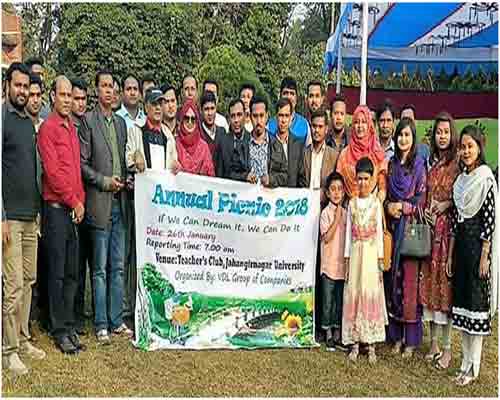 Annual Picnic 2018
If We Can Dream It, We Can Do It
Date: 26th January
Reporting Time: 7.00 am
Venue: Teacher's Club, Jahangirnagar University
Organized By: VDL Group of Companies